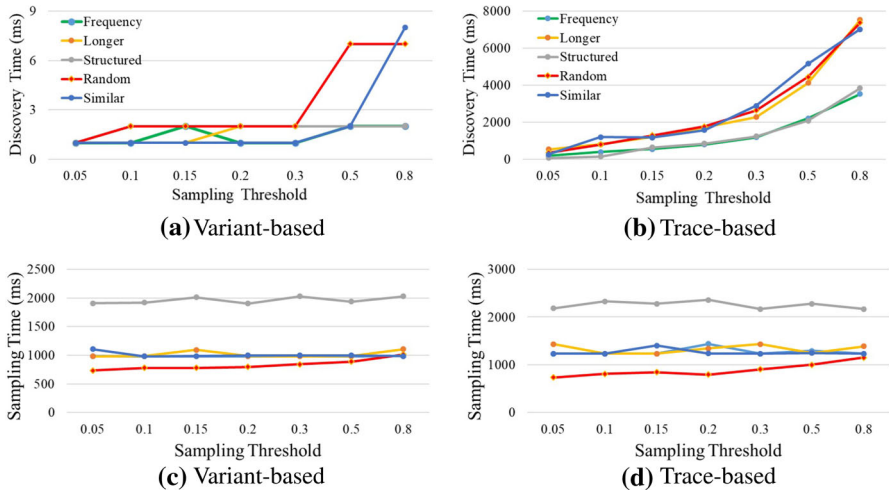 Discovery Time (ms)
9
6
3
0
Frequency
Longer
Structured
Random
Similar
0.05 0.1 0.15 0.2 0.3 0.5 0.8
Sampling Threshold
(a) Variant-based
Discovery Time (ms)
8000
6000
4000
2000
0
Frequency
Longer
Structured
Random
Similar
0.05 0.1 0.15 0.2 0.3 0.5 0.8
Sampling Threshold
(b) Trace-based
Sampling Time (ms)
2500
2000
1500
1000
500
0
0.05 0.1 0.15 0.2 0.3 0.5 0.8
Sampling Threshold
(c) Variant-based
Sampling Time (ms)
3000
2000
1000
0
0.05 0.1 0.15 0.2 0.3 0.5 0.8
Sampling Threshold
(d) Trace-based